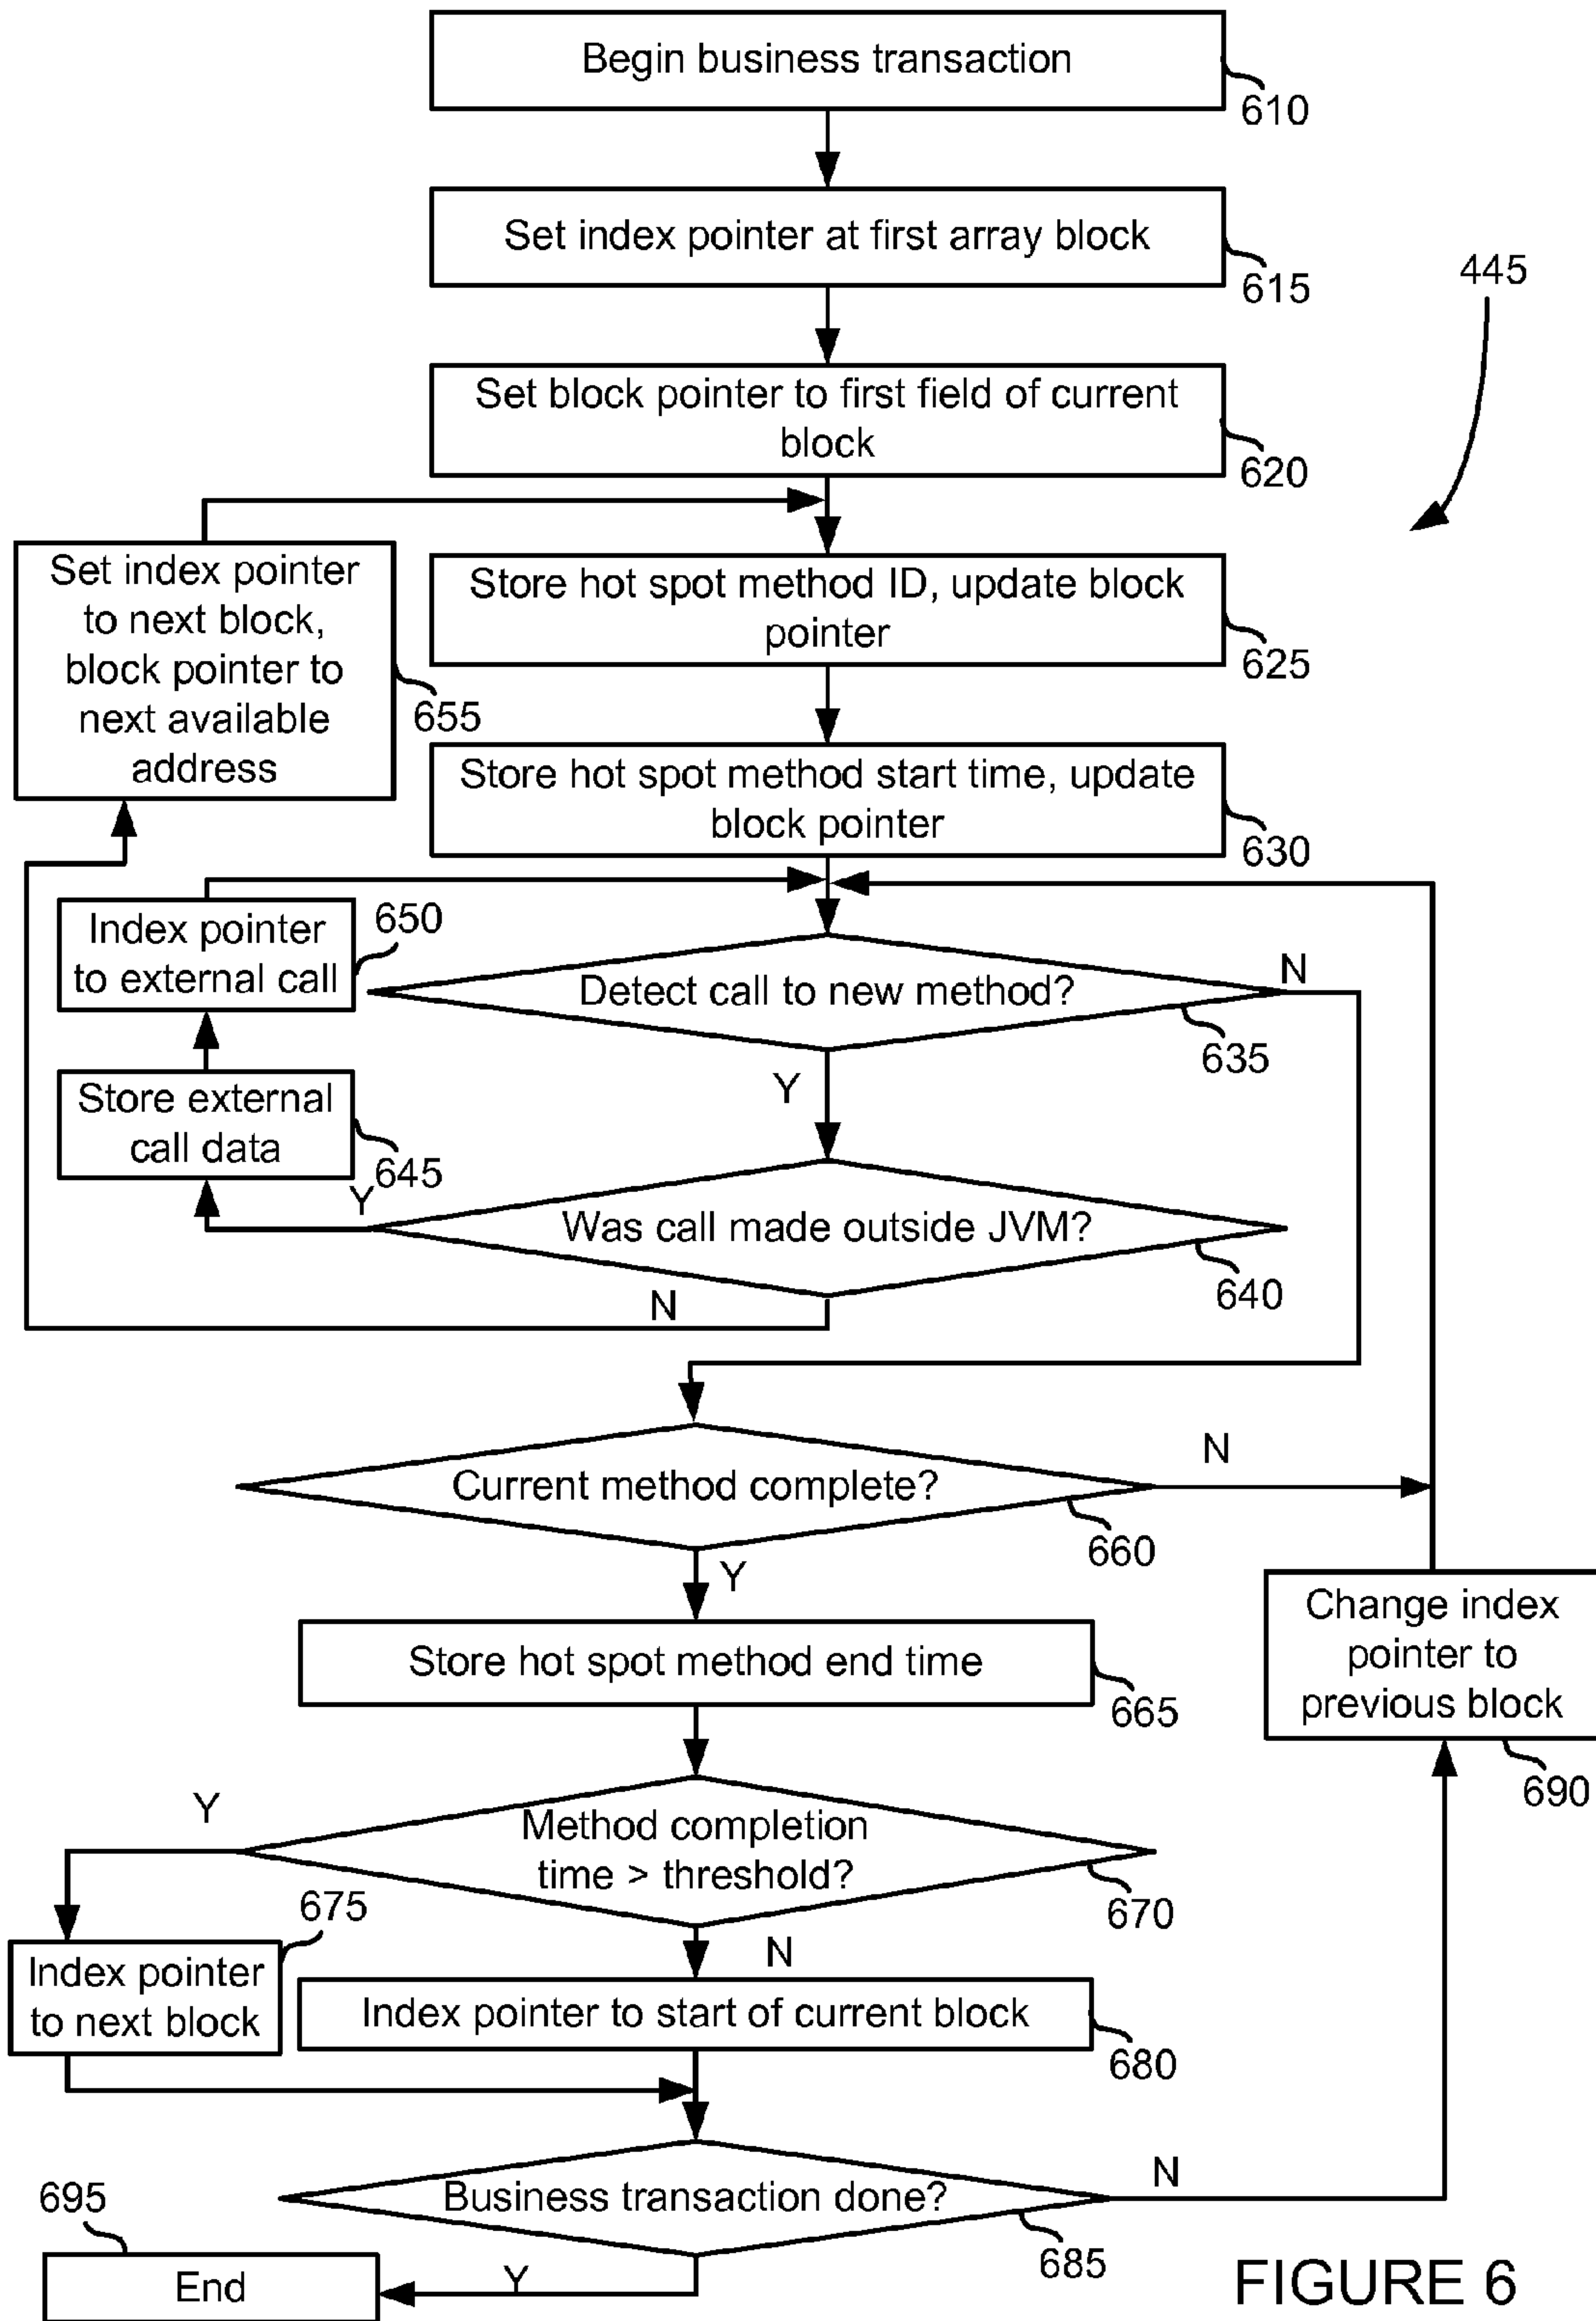 Begin business transaction
610
Set index pointer at first array block
615
445
Set block pointer to first field of current
block
620
Set index pointer
to next block,
block pointer to
next available
address
655
Store hot spot method ID, update block
pointer
625
Store hot spot method start time, update
block pointer
630
Index pointer
to external call
650
Detect call to new method?
N
635
Y
Store external
call data
645
Y
Was call made outside JVM?
640
N
Current method complete?
N
660
Y
Store hot spot method end time
665
Change index
pointer to
previous block
690
Y
Method completion
time > threshold?
670
675
N
Index pointer
to next block
Index pointer to start of current block
680
Business transaction done?
N
685
695
End
Y
FIGURE 6